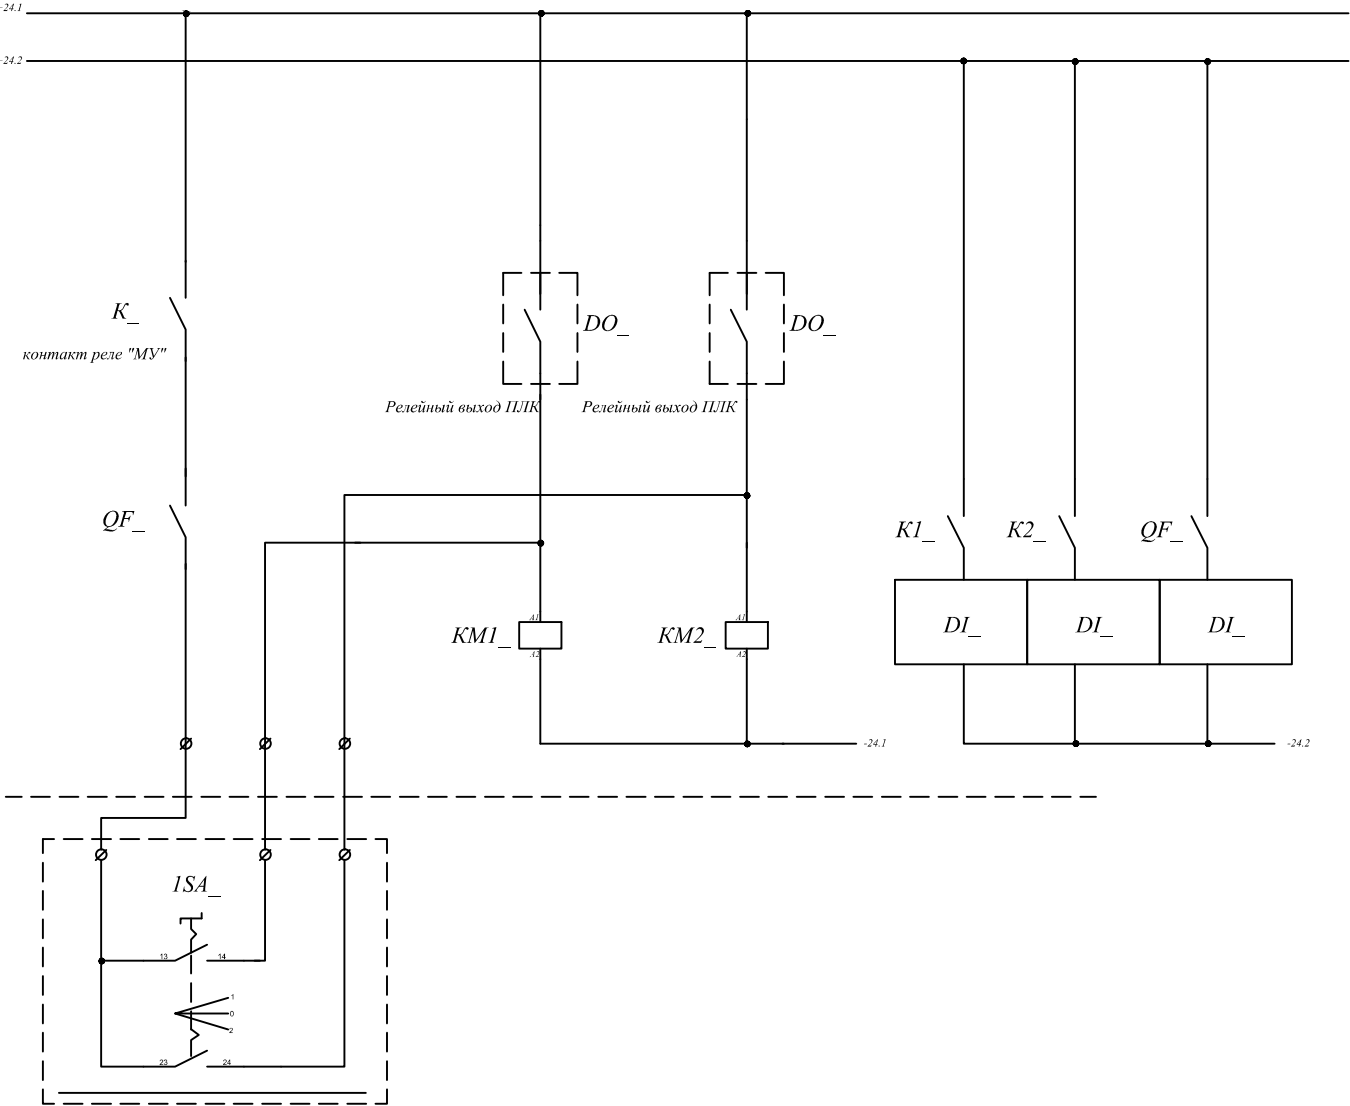 -24.1
-24.2
K_
контакт реле "МУ"
DO_
DO_
Релейный выход ПЛК
Релейный выход ПЛК
QF_
K1_
K2_
QF_
A1
A1
KM1_
KM2_
DI_
DI_
DI_
A2
A2
-24.1
-24.2
1SA_
13
14
1
0
2
23
24